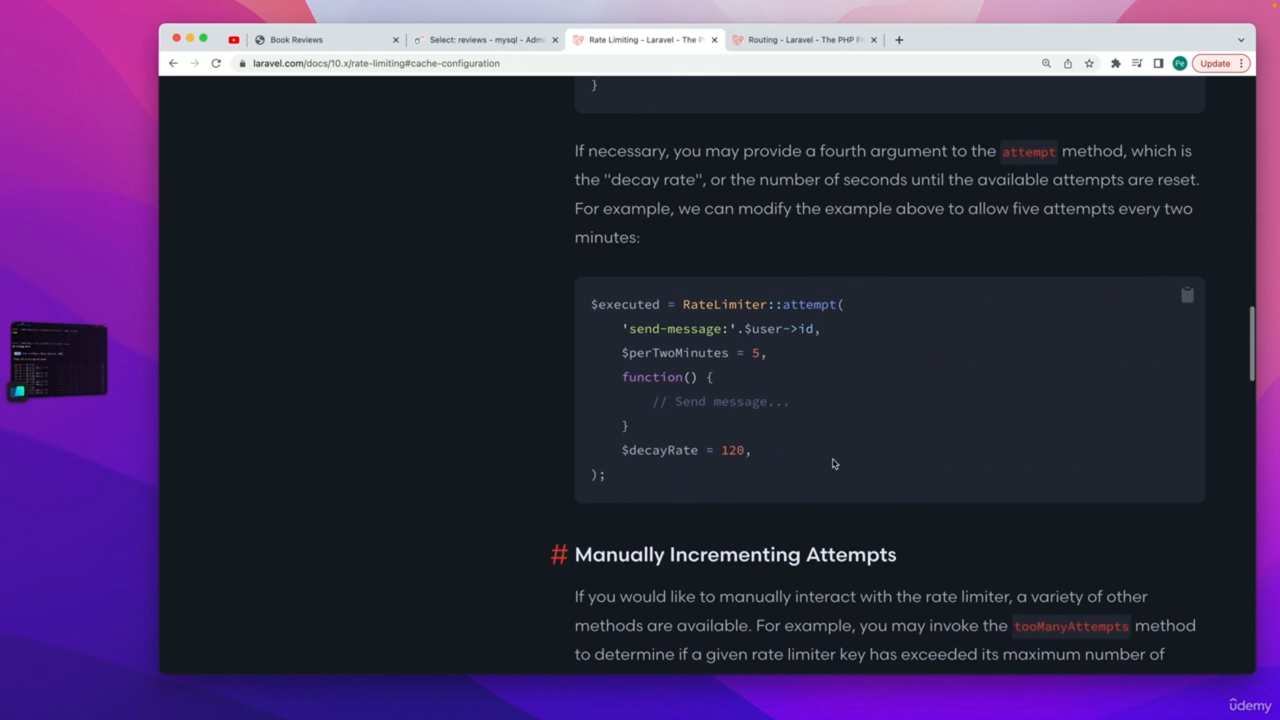 Book Reviews
Select: reviews - mysql - Admi
Rate Limiting - Laravel - The P
Routing - Laravel - The PHP Fr
laravel.com/docs/10.x/rate-limiting#cache-configuration
Pe
Update
}
If necessary, you may provide a fourth argument to the attempt method, which is
the "decay rate", or the number of seconds until the available attempts are reset.
For example, we can modify the example above to allow five attempts every two
minutes:
$executed = RateLimiter::attempt(
'send-message:'.$user->id,
$perTwoMinutes = 5,
function() {
// Send message...
}
$decayRate = 120,
);
# Manually Incrementing Attempts
If you would like to manually interact with the rate limiter, a variety of other
methods are available. For example, you may invoke the tooManyAttempts method
to determine if a given rate limiter key has exceeded its maximum number of
udemy